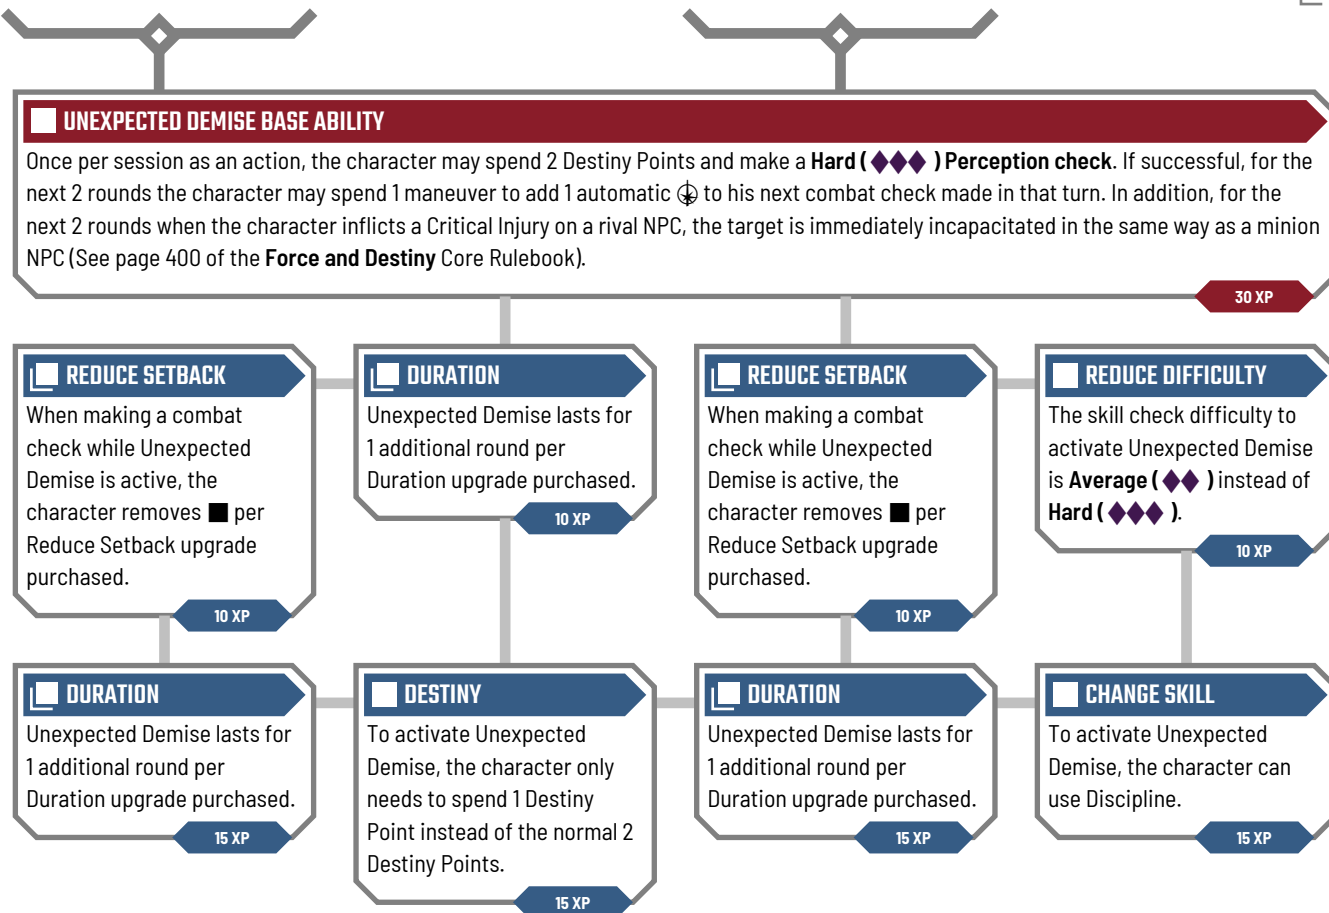 UNEXPECTED DEMISE BASE ABILITY
Once per session as an action, the character may spend 2 Destiny Points and make a Hard (◆◆◆) Perception check. If successful, for the
next 2 rounds the character may spend 1 maneuver to add 1 automatic to his next combat check made in that turn. In addition, for the
next 2 rounds when the character inflicts a Critical Injury on a rival NPC, the target is immediately incapacitated in the same way as a minion
NPC (See page 400 of the Force and Destiny Core Rulebook).
30 XP
REDUCE SETBACK
When making a combat
check while Unexpected
Demise is active, the
character removes ■ per
Reduce Setback upgrade
purchased.
10 XP
DURATION
Unexpected Demise lasts for
1 additional round per
Duration upgrade purchased.
10 XP
REDUCE SETBACK
When making a combat
check while Unexpected
Demise is active, the
character removes ■ per
Reduce Setback upgrade
purchased.
10 XP
REDUCE DIFFICULTY
The skill check difficulty to
activate Unexpected Demise
is Average (◆◆) instead of
Hard (◆◆◆).
10 XP
DURATION
Unexpected Demise lasts for
1 additional round per
Duration upgrade purchased.
15 XP
DESTINY
To activate Unexpected
Demise, the character only
needs to spend 1 Destiny
Point instead of the normal 2
Destiny Points.
15 XP
DURATION
Unexpected Demise lasts for
1 additional round per
Duration upgrade purchased.
15 XP
CHANGE SKILL
To activate Unexpected
Demise, the character can
use Discipline.
15 XP